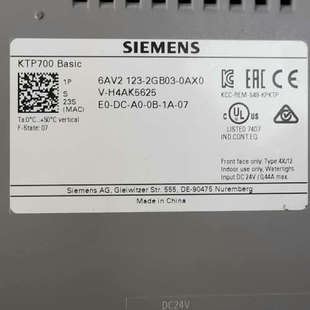 SIEMENS
KTP700 Basic
1P 6AV2 123-2GB03-0AX0
S V-H4AK5625
23S (MAC) E0-DC-A0-0B-1A-07
Ta:0°C...+50°C vertical
F-State: 07
KCC-REM-S49-KPKTP
C UL US
LISTED 7407
IND.CONT.EQ
Front face only: Type 4X/12
Indoor use only, Watertight
Input DC 24V / 0,44A max.
Siemens AG, Gleiwitzer Str. 555, DE-90475 Nuremberg
Made in China
DC24V